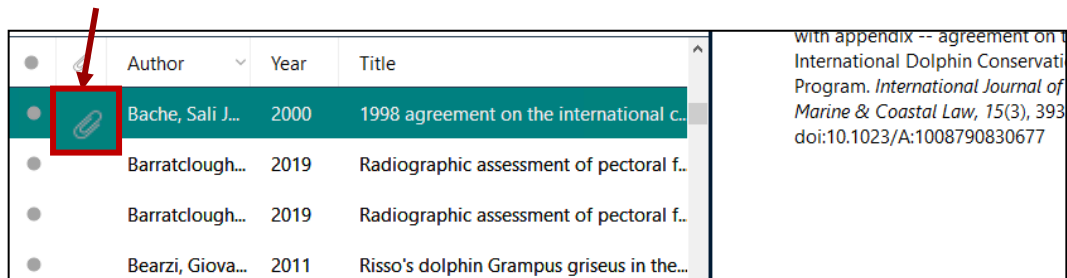 Author Year Title
Bache, Sali J... 2000 1998 agreement on the international c...
Barratclough... 2019 Radiographic assessment of pectoral f...
Barratclough... 2019 Radiographic assessment of pectoral f...
Bearzi, Giova... 2011 Risso's dolphin Grampus griseus in the...
with appendix -- agreement on t
International Dolphin Conservati
Program. International Journal of
Marine & Coastal Law, 15(3), 393
doi:10.1023/A:1008790830677